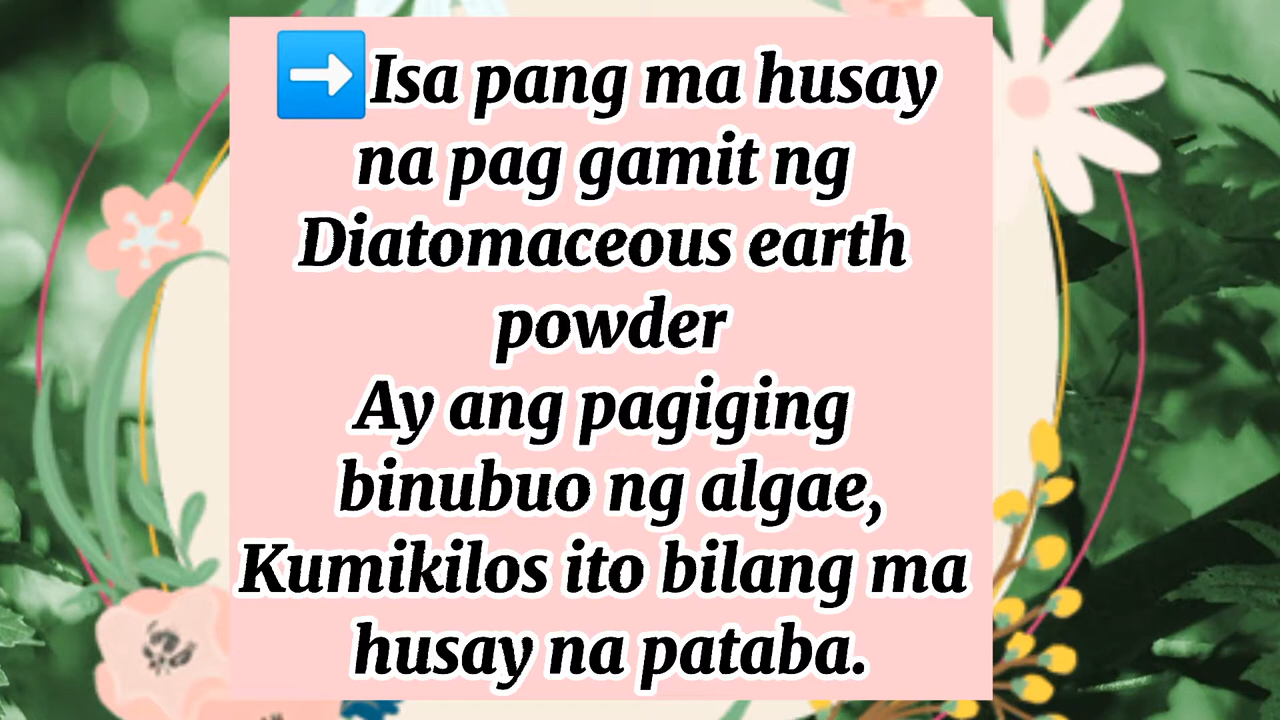 ➡️Isa pang ma husay
na pag gamit ng
Diatomaceous earth
powder
Ay ang pagiging
binubuo ng algae,
Kumikilos ito bilang ma
husay na pataba.